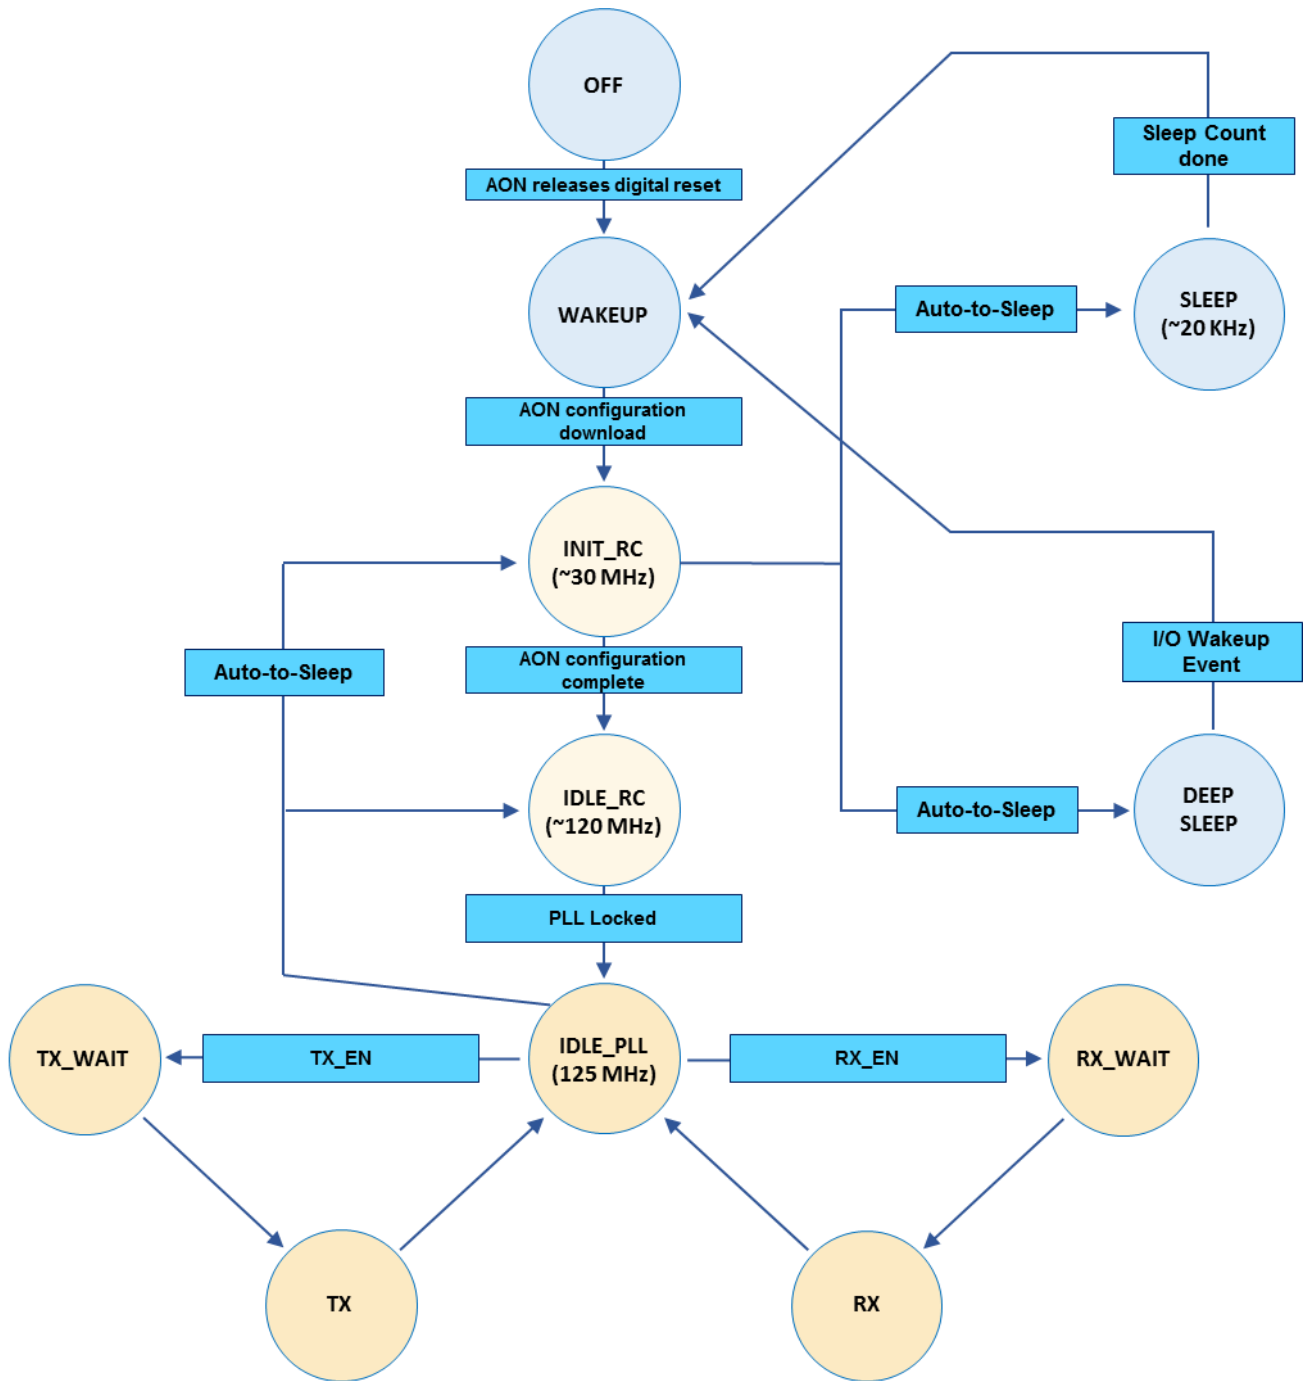 OFF
AON releases digital reset
Sleep Count
done
WAKEUP
Auto-to-Sleep
SLEEP
(~20 KHz)
AON configuration
download
INIT_RC
(~30 MHz)
I/O Wakeup
Event
Auto-to-Sleep
AON configuration
complete
IDLE_RC
(~120 MHz)
Auto-to-Sleep
DEEP
SLEEP
PLL Locked
TX_WAIT
TX_EN
IDLE_PLL
(125 MHz)
RX_EN
RX_WAIT
TX
RX